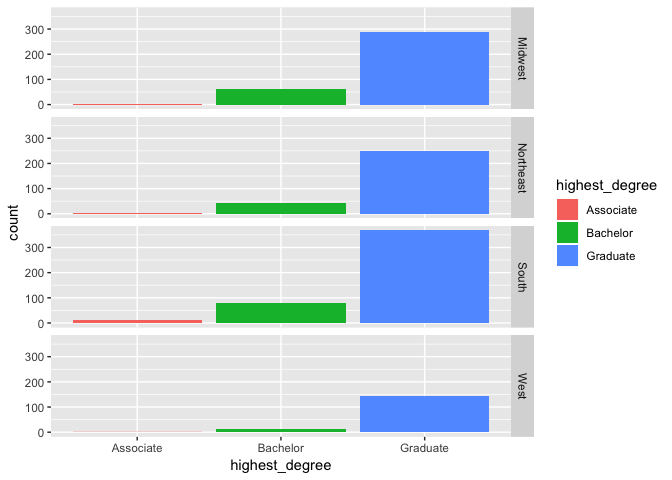 count
300
200
100
0
Midwest
300
200
100
0
Northeast
300
200
100
0
South
300
200
100
0
West
Associate
Bachelor
Graduate
highest_degree
highest_degree
Associate
Bachelor
Graduate